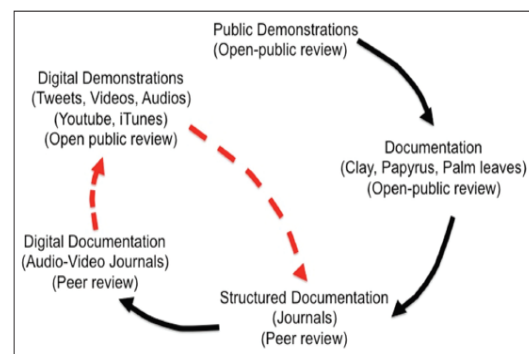 Public Demonstrations
(Open-public review)
Digital Demonstrations
(Tweets, Videos, Audios)
(Youtube, iTunes)
(Open public review)
Documentation
(Clay, Papyrus, Palm leaves)
(Open-public review)
Digital Documentation
(Audio-Video Journals)
(Peer review)
Structured Documentation
(Journals)
(Peer review)